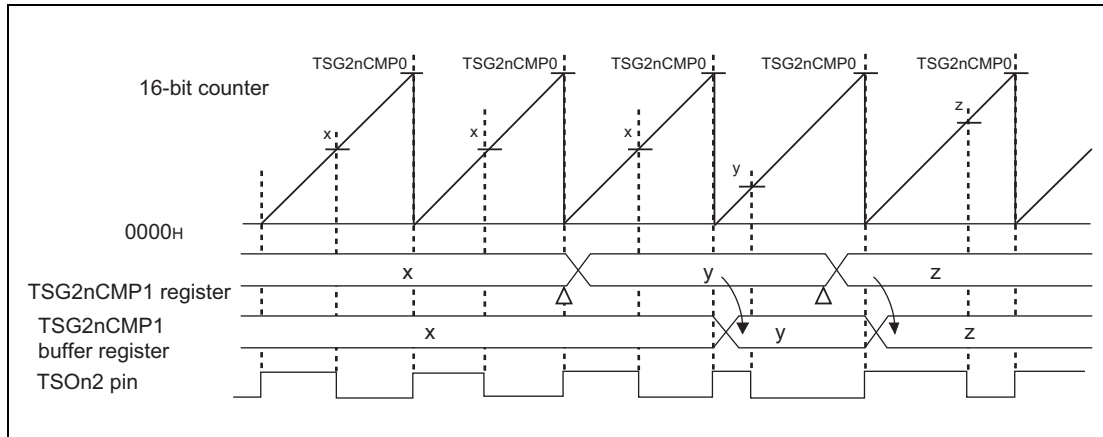 TSG2nCMP0 TSG2nCMP0 TSG2nCMP0 TSG2nCMP0 TSG2nCMP0
16-bit counter
x x x y z
0000H
x y z
TSG2nCMP1 register
TSG2nCMP1
buffer register
x y z
TSOn2 pin